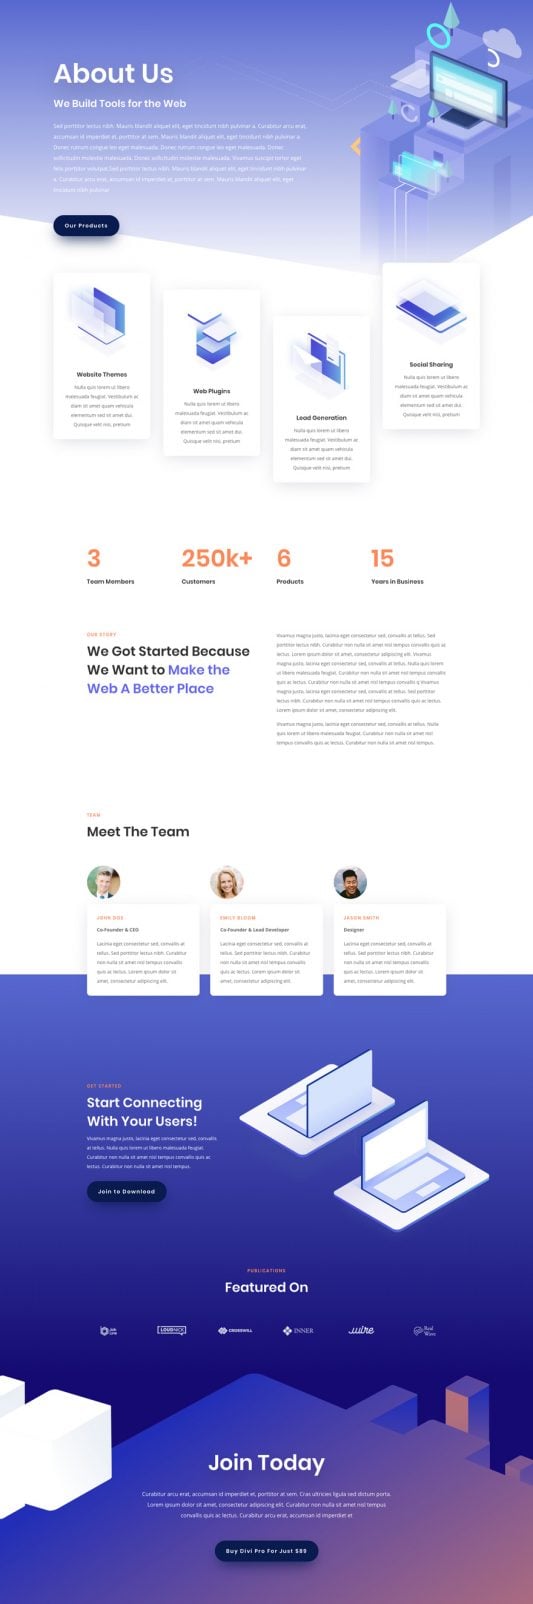 About Us
We Build Tools for the Web
Sed porttitor lectus nibh. Mauris blandit aliquet elit, eget tincidunt nibh pulvinar a. Curabitur arcu erat,
accumsan id imperdiet et, porttitor at sem. Mauris blandit aliquet elit, eget tincidunt nibh pulvinar a.
Donec rutrum congue leo eget malesuada. Donec rutrum congue leo eget malesuada. Donec
sollicitudin molestie malesuada. Donec sollicitudin molestie malesuada. Vivamus suscipit tortor eget
felis porttitor volutpat.Sed porttitor lectus nibh. Mauris blandit aliquet elit, eget tincidunt nibh pulvinar
a. Curabitur arcu erat, accumsan id imperdiet et, porttitor at sem. Mauris blandit aliquet elit, eget
tincidunt nibh pulvinar
Our Products
Website Themes
Nulla quis lorem ut libero
malesuada feugiat. Vestibulum ac
diam sit amet quam vehicula
elementum sed sit amet dui.
Quisque velit nisi, pretium
Web Plugins
Nulla quis lorem ut libero
malesuada feugiat. Vestibulum ac
diam sit amet quam vehicula
elementum sed sit amet dui.
Quisque velit nisi, pretium
Lead Generation
Nulla quis lorem ut libero
malesuada feugiat. Vestibulum ac
diam sit amet quam vehicula
elementum sed sit amet dui.
Quisque velit nisi, pretium
Social Sharing
Nulla quis lorem ut libero
malesuada feugiat. Vestibulum ac
diam sit amet quam vehicula
elementum sed sit amet dui.
Quisque velit nisi, pretium
3
Team Members
250k+
Customers
6
Products
15
Years in Business
OUR STORY
We Got Started Because
We Want to Make the
Web A Better Place
Vivamus magna justo, lacinia eget consectetur sed, convallis at tellus. Sed
porttitor lectus nibh. Curabitur non nulla sit amet nisl tempus convallis quis ac
lectus. Lorem ipsum dolor sit amet, consectetur adipiscing elit. Vivamus
magna justo, lacinia eget consectetur sed, convallis at tellus. Nulla quis lorem
ut libero malesuada feugiat. Curabitur non nulla sit amet nisl tempus convallis
quis ac lectus. Curabitur non nulla sit amet nisl tempus convallis q Vivamus
magna justo, lacinia eget consectetur sed, convallis at tellus. Sed porttitor
lectus nibh. Curabitur non nulla sit amet nisl tempus convallis quis ac lectus.
Lorem ipsum dolor sit amet, consectetur adipiscing elit.
Vivamus magna justo, lacinia eget consectetur sed, convallis at tellus. Nulla
quis lorem ut libero malesuada feugiat. Curabitur non nulla sit amet nisl
tempus convallis quis ac lectus. Curabitur non nulla sit amet nisl tempus.
TEAM
Meet The Team
JOHN DOE
Co-Founder & CEO
Lacinia eget consectetur sed, convallis at
tellus. Sed porttitor lectus nibh. Curabitur
non nulla sit amet nisl tempus convallis
quis ac lectus. Lorem ipsum dolor sit
amet, consectetur adipiscing elit.
EMILY BLOOM
Co-Founder & Lead Developer
Lacinia eget consectetur sed, convallis at
tellus. Sed porttitor lectus nibh. Curabitur
non nulla sit amet nisl tempus convallis
quis ac lectus. Lorem ipsum dolor sit
amet, consectetur adipiscing elit.
JASON SMITH
Designer
Lacinia eget consectetur sed, convallis at
tellus. Sed porttitor lectus nibh. Curabitur
non nulla sit amet nisl tempus convallis
quis ac lectus. Lorem ipsum dolor sit
amet, consectetur adipiscing elit.
GET STARTED
Start Connecting
With Your Users!
Vivamus magna justo, lacinia eget consectetur sed, convallis
at tellus. Nulla quis lorem ut libero malesuada feugiat.
Curabitur non nulla sit amet nisl tempus convallis quis ac
lectus. Curabitur non nulla sit amet nisl tempus.
Join to Download
PUBLICATIONS
Featured On
LOUDNICK
CROSSWILL
INNER
wire
Real
Wave
Join Today
Curabitur arcu erat, accumsan id imperdiet et, porttitor at sem. Cras ultricies ligula sed dictum porta.
Lorem ipsum dolor sit amet, consectetur adipiscing elit. Curabitur non nulla sit amet nisl tempus
convallis quis ac lectus. Curabitur arcu erat, accumsan id imperdiet et
Buy Divi Pro For Just $89